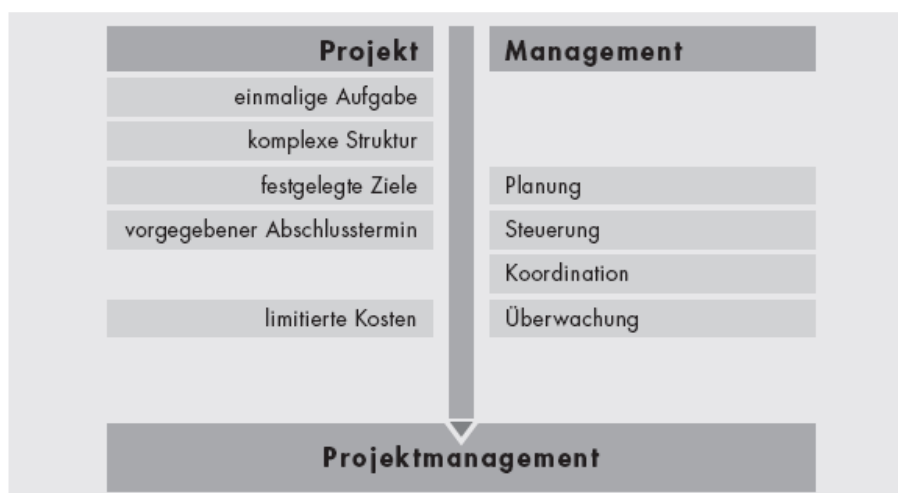 Projekt
einmalige Aufgabe
komplexe Struktur
festgelegte Ziele
vorgegebener Abschlusstermin
limitierte Kosten
Management
Planung
Steuerung
Koordination
Überwachung
Projektmanagement